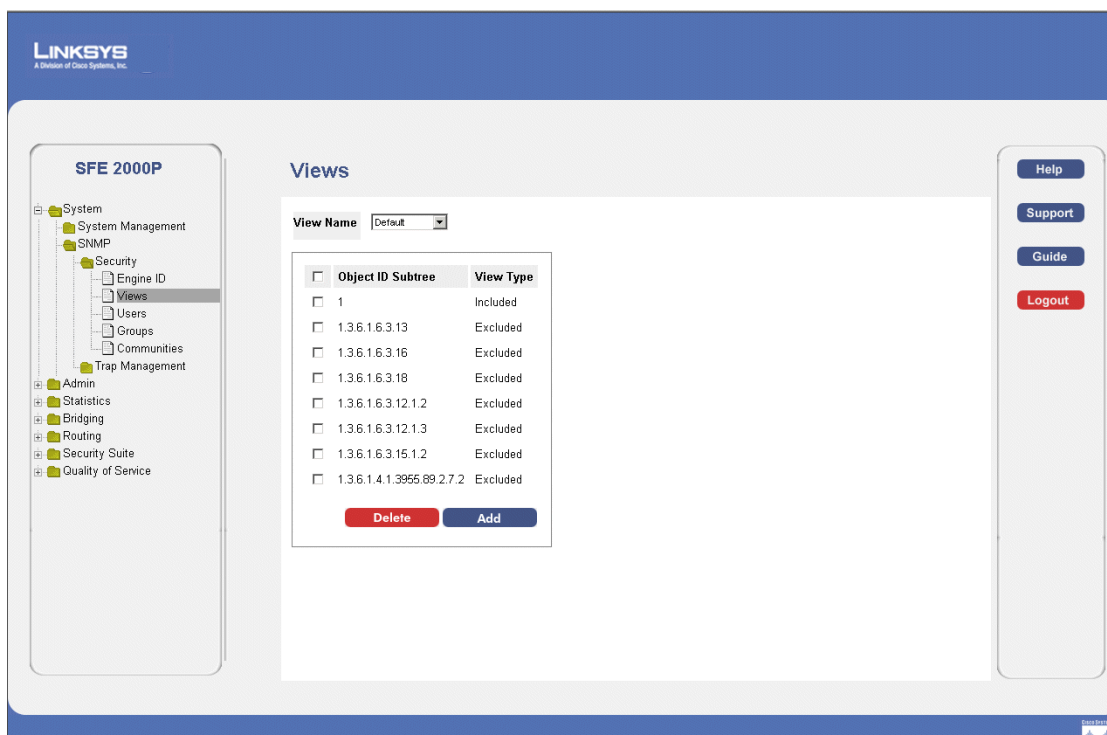 LINKSYS
A Division of Cisco Systems, Inc.
SFE 2000P
System
System Management
SNMP
Security
Engine ID
Views
Users
Groups
Communities
Trap Management
Admin
Statistics
Bridging
Routing
Security Suite
Quality of Service
Views
View Name Default
Object ID Subtree View Type
1 Included
1.3.6.1.6.3.13 Excluded
1.3.6.1.6.3.16 Excluded
1.3.6.1.6.3.18 Excluded
1.3.6.1.6.3.12.1.2 Excluded
1.3.6.1.6.3.12.1.3 Excluded
1.3.6.1.6.3.15.1.2 Excluded
1.3.6.1.4.1.3955.89.2.7.2 Excluded
Delete Add
Help
Support
Guide
Logout